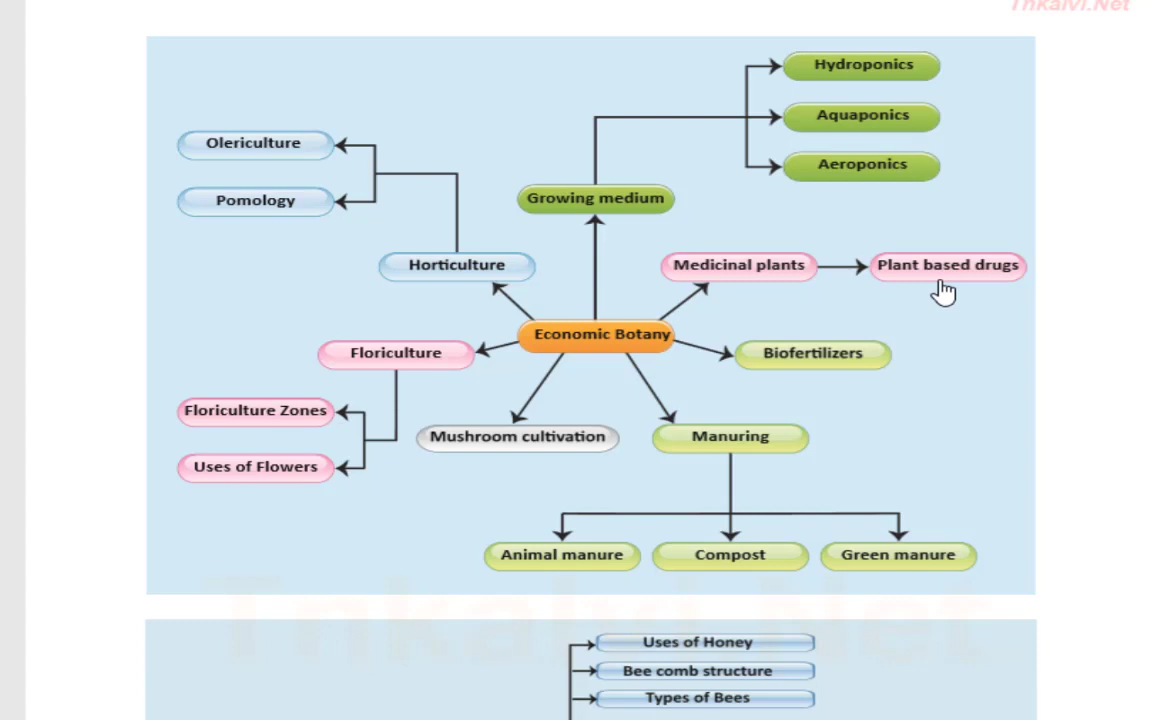 Tnkalvi.Net
Hydroponics
Aquaponics
Aeroponics
Olericulture
Pomology
Growing medium
Horticulture
Medicinal plants
Plant based drugs
Economic Botany
Floriculture
Biofertilizers
Floriculture Zones
Uses of Flowers
Mushroom cultivation
Manuring
Animal manure
Compost
Green manure
Tnkalvi.Net
Uses of Honey
Bee comb structure
Types of Bees